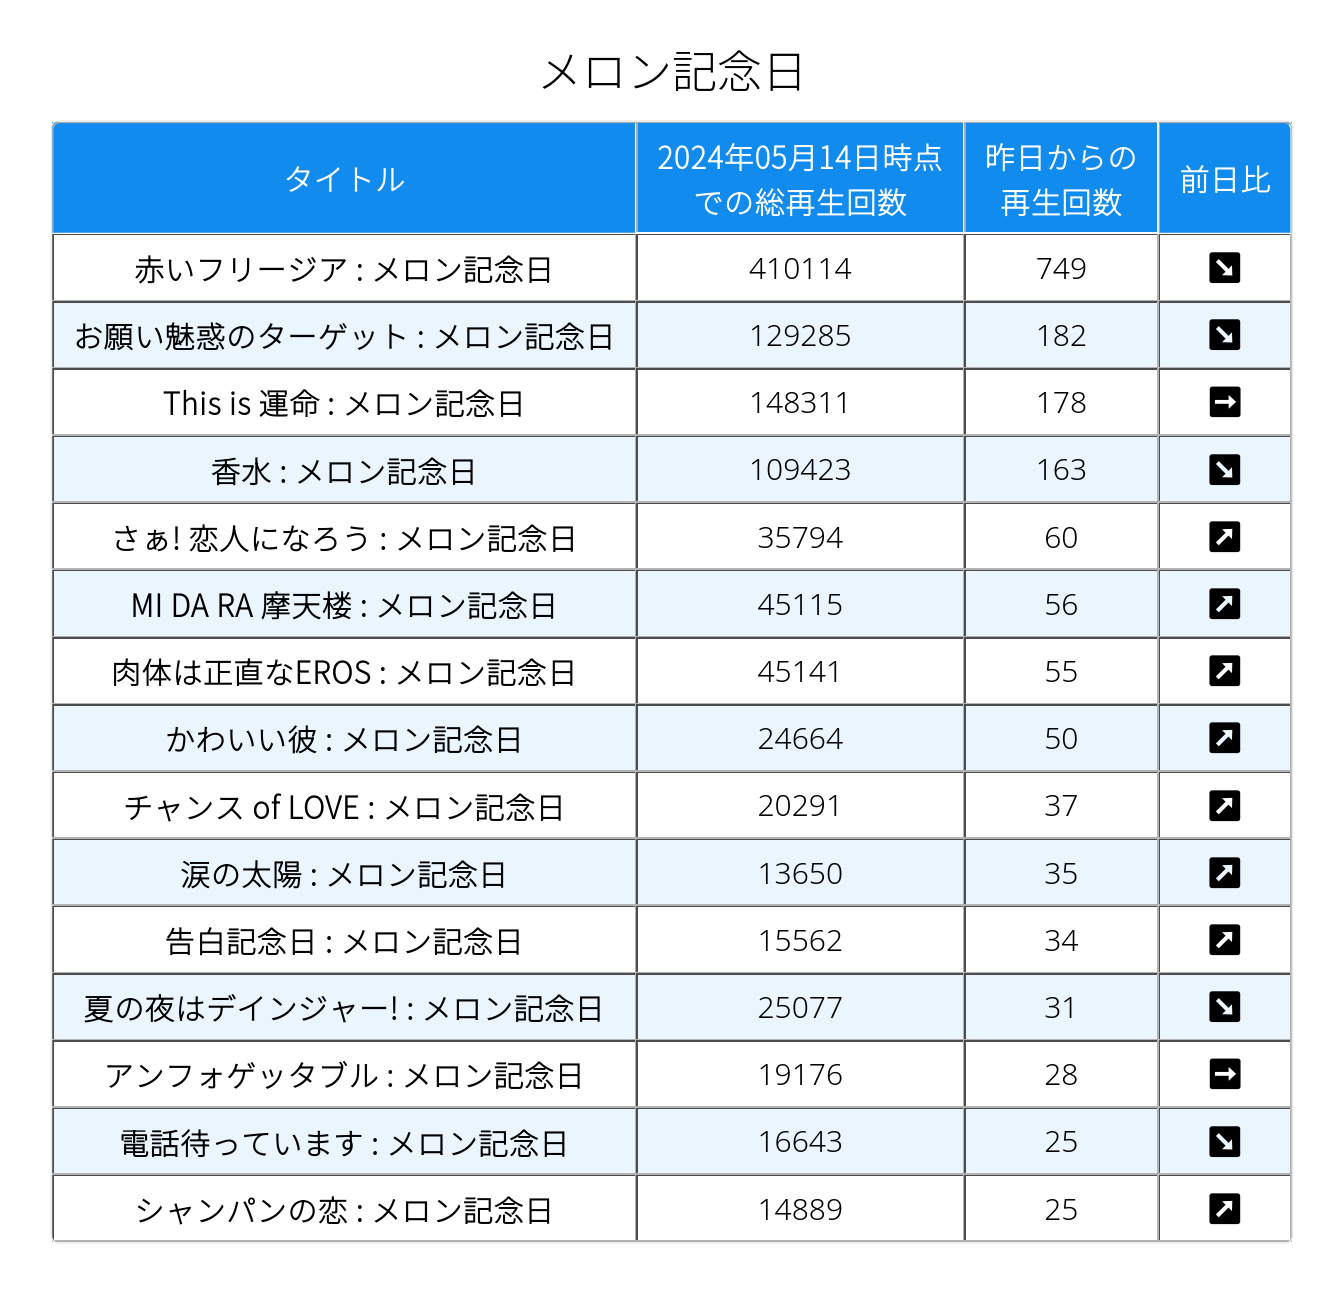 メロン記念日
タイトル
2024年05月14日時点
での総再生回数
昨日からの
再生回数
前日比
赤いフリージア : メロン記念日 410114 749 ↘
お願い魅惑のターゲット : メロン記念日 129285 182 ↘
This is 運命 : メロン記念日 148311 178 →
香水 : メロン記念日 109423 163 ↘
さぁ! 恋人になろう : メロン記念日 35794 60 ↗
MI DA RA 摩天楼 : メロン記念日 45115 56 ↗
肉体は正直なEROS : メロン記念日 45141 55 ↗
かわいい彼 : メロン記念日 24664 50 ↗
チャンス of LOVE : メロン記念日 20291 37 ↗
涙の太陽 : メロン記念日 13650 35 ↗
告白記念日 : メロン記念日 15562 34 ↗
夏の夜はデインジャー! : メロン記念日 25077 31 ↘
アンフォゲッタブル : メロン記念日 19176 28 →
電話待っています : メロン記念日 16643 25 ↘
シャンパンの恋 : メロン記念日 14889 25 ↗